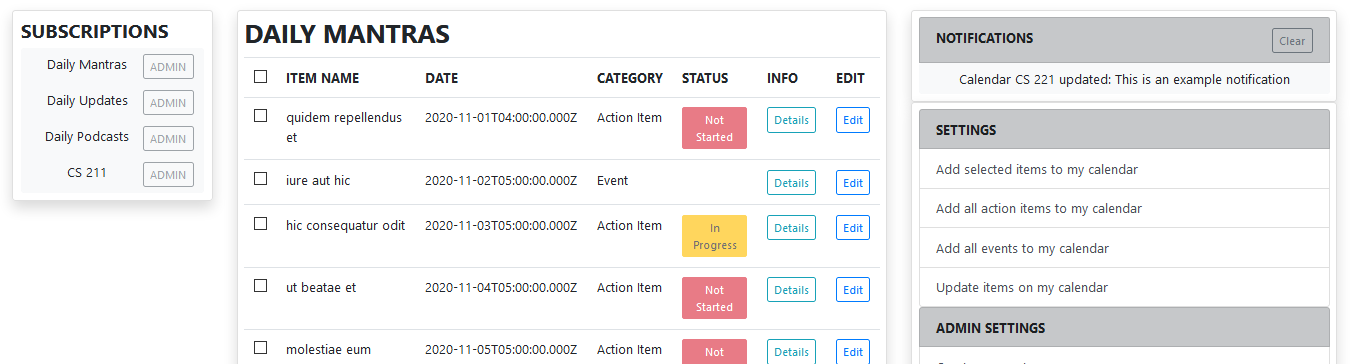 SUBSCRIPTIONS
Daily Mantras ADMIN
Daily Updates ADMIN
Daily Podcasts ADMIN
CS 211 ADMIN
DAILY MANTRAS
ITEM NAME DATE CATEGORY STATUS INFO EDIT
quidem repellendus 2020-11-01T04:00:00.000Z Action Item Not Details Edit
et Started
iure aut hic 2020-11-02T05:00:00.000Z Event Details Edit
hic consequatur odit 2020-11-03T05:00:00.000Z Action Item In Details Edit
Progress
ut beatae et 2020-11-04T05:00:00.000Z Action Item Not Details Edit
Started
molestiae eum 2020-11-05T05:00:00.000Z Action Item Not Details Edit
NOTIFICATIONS Clear
Calendar CS 221 updated: This is an example notification
SETTINGS
Add selected items to my calendar
Add all action items to my calendar
Add all events to my calendar
Update items on my calendar
ADMIN SETTINGS